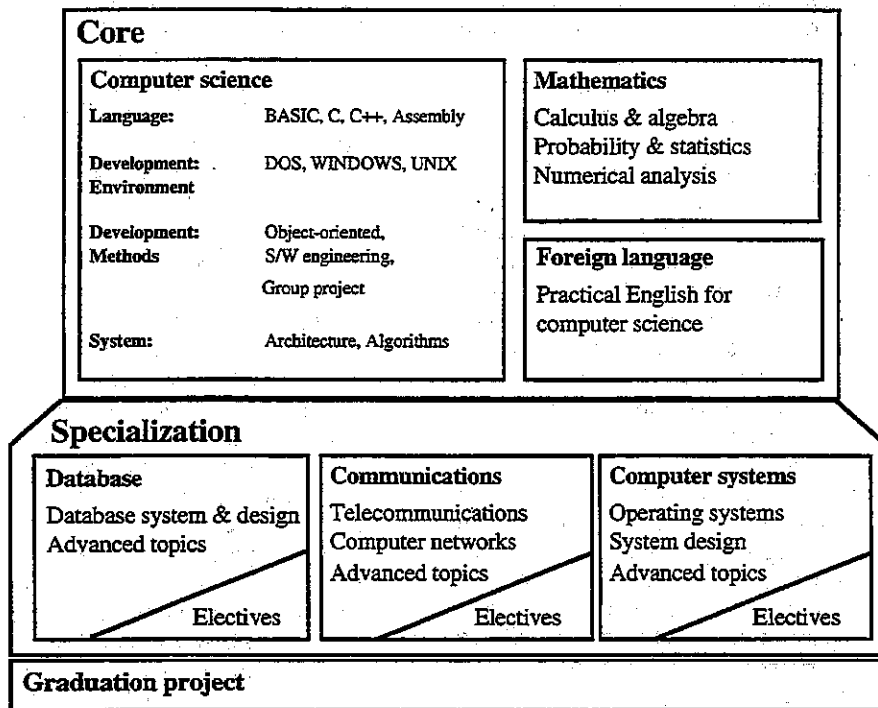 Core
Computer science
Language: BASIC, C, C++, Assembly
Development: DOS, WINDOWS, UNIX
Environment
Development: Object-oriented,
Methods S/W engineering,
Group project
System: Architecture, Algorithms
Mathematics
Calculus & algebra
Probability & statistics
Numerical analysis
Foreign language
Practical English for
computer science
Specialization
Database
Database system & design
Advanced topics
Electives
Communications
Telecommunications
Computer networks
Advanced topics
Electives
Computer systems
Operating systems
System design
Advanced topics
Electives
Graduation project